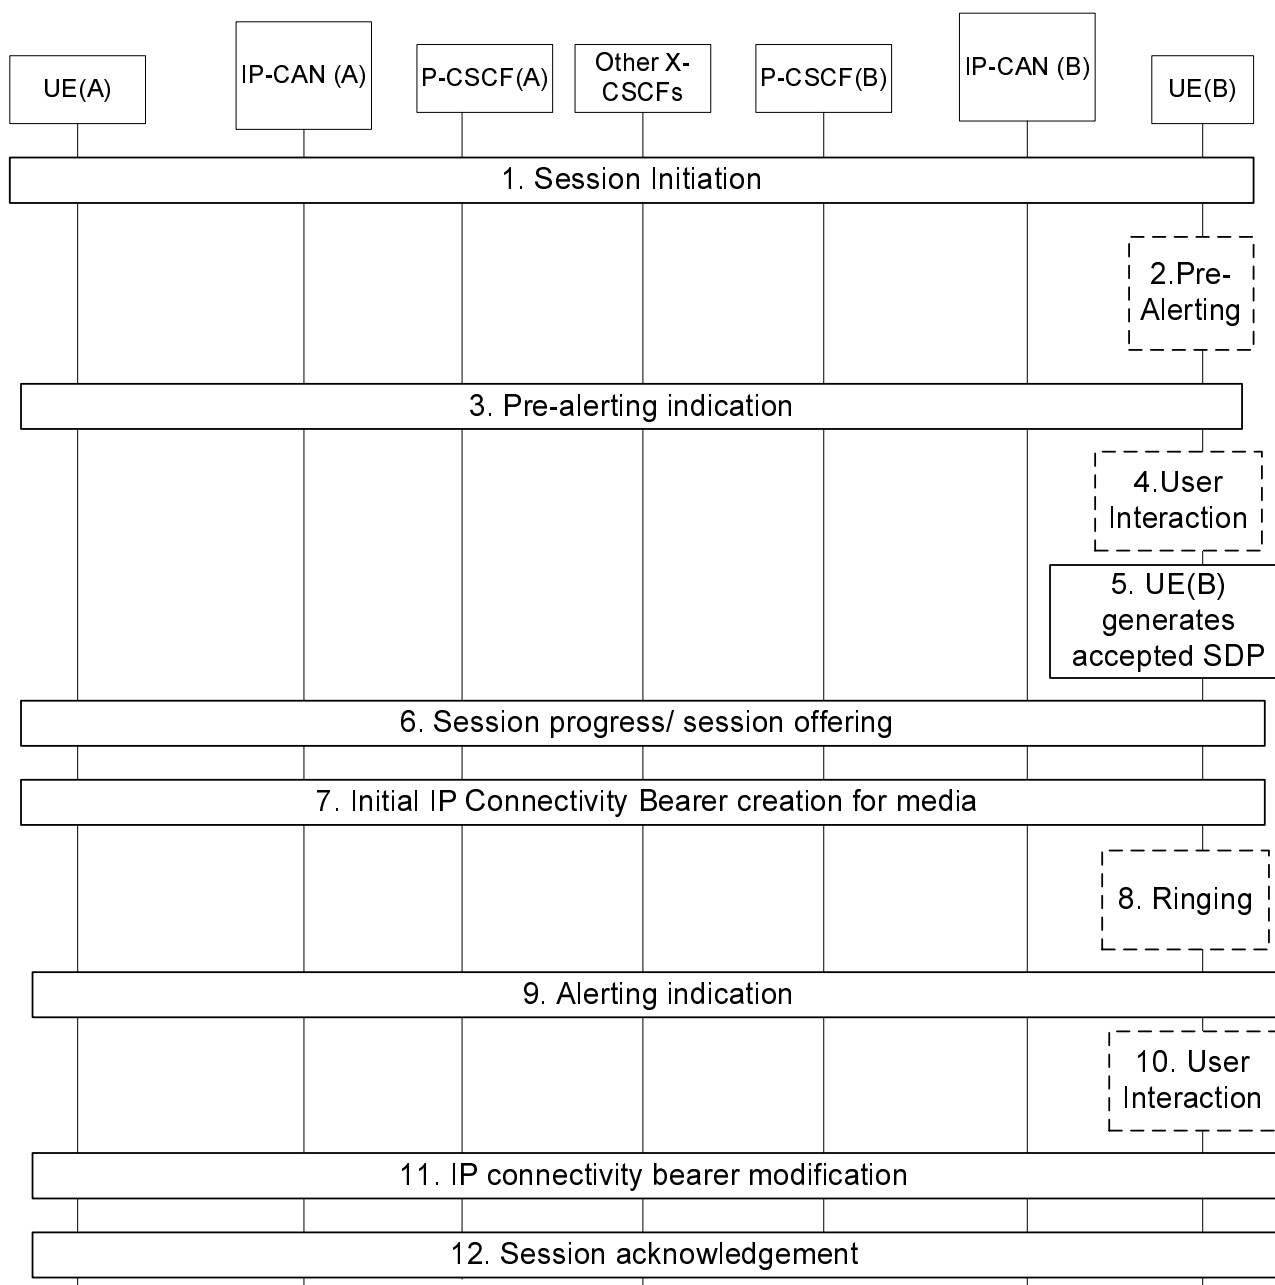 UE(A)
IP-CAN (A)
P-CSCF(A)
Other X-
CSCFs
P-CSCF(B)
IP-CAN (B)
UE(B)
1. Session Initiation
2.Pre-
Alerting
3. Pre-alerting indication
4.User
Interaction
5. UE(B)
generates
accepted SDP
6. Session progress/ session offering
7. Initial IP Connectivity Bearer creation for media
8. Ringing
9. Alerting indication
10. User
Interaction
11. IP connectivity bearer modification
12. Session acknowledgement